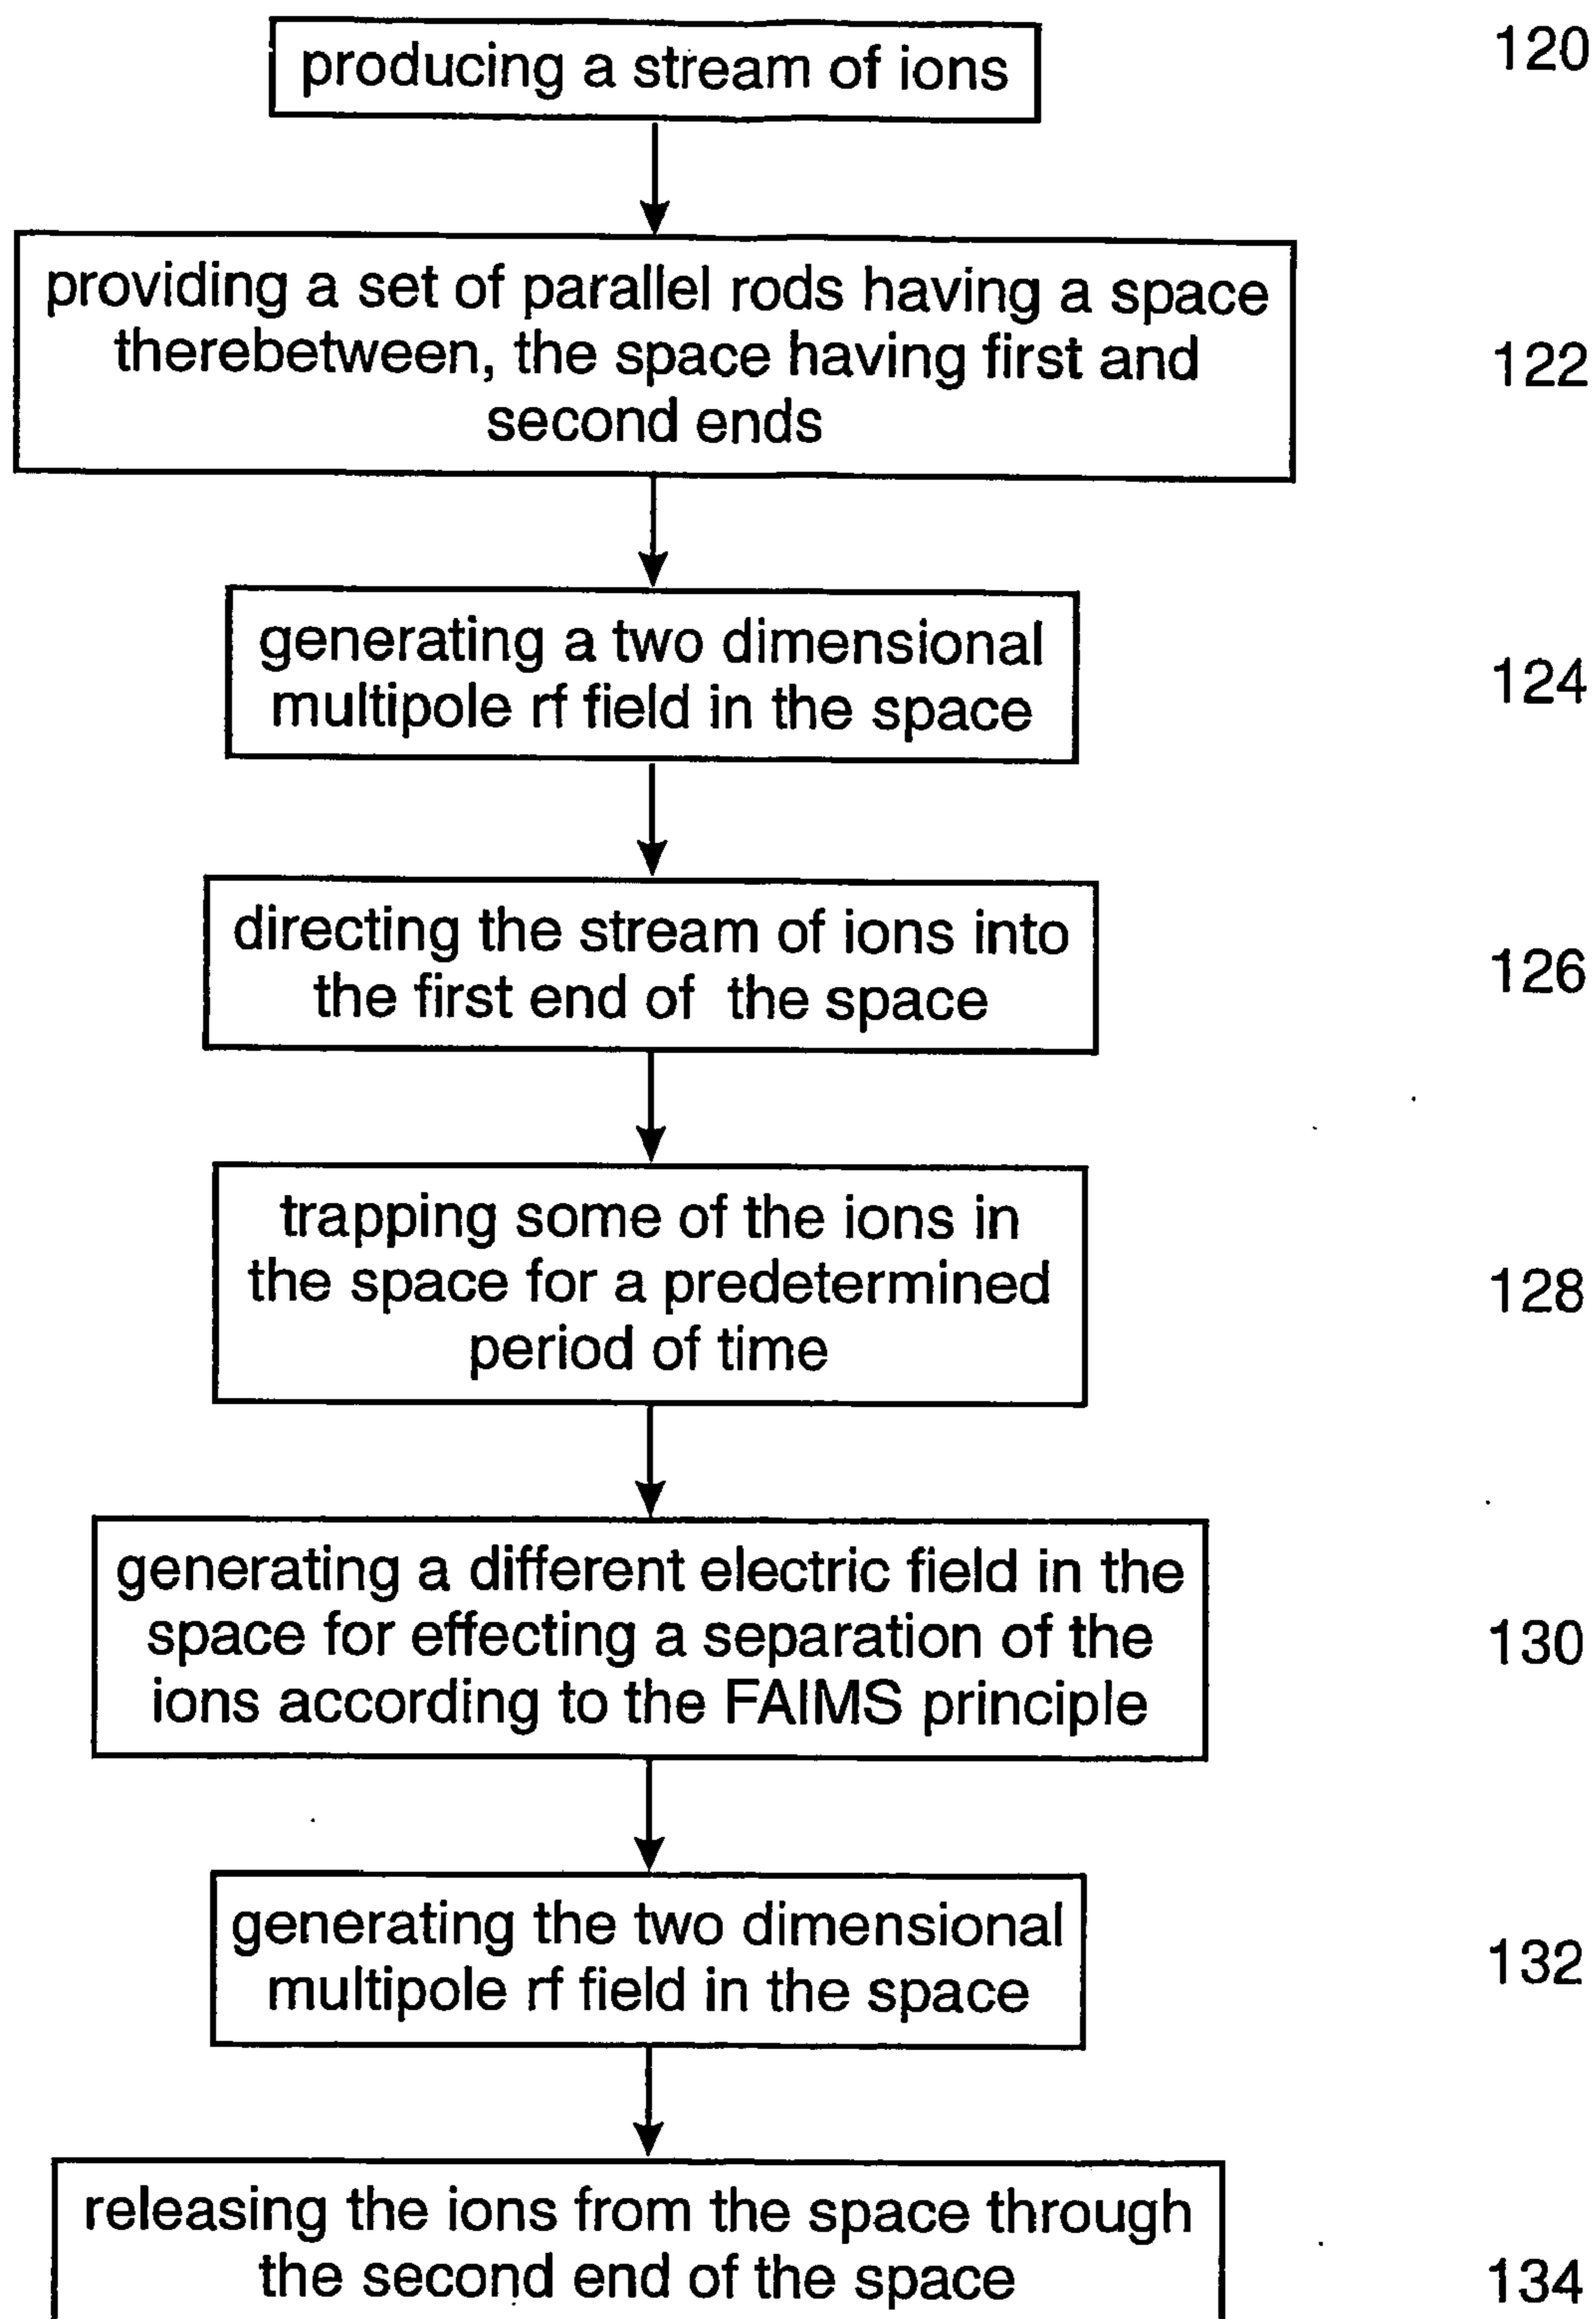 producing a stream of ions
120
providing a set of parallel rods having a space
therebetween, the space having first and
second ends
122
generating a two dimensional
multipole rf field in the space
124
directing the stream of ions into
the first end of the space
126
trapping some of the ions in
the space for a predetermined
period of time
128
generating a different electric field in the
space for effecting a separation of the
ions according to the FAIMS principle
130
generating the two dimensional
multipole rf field in the space
132
releasing the ions from the space through
the second end of the space
134